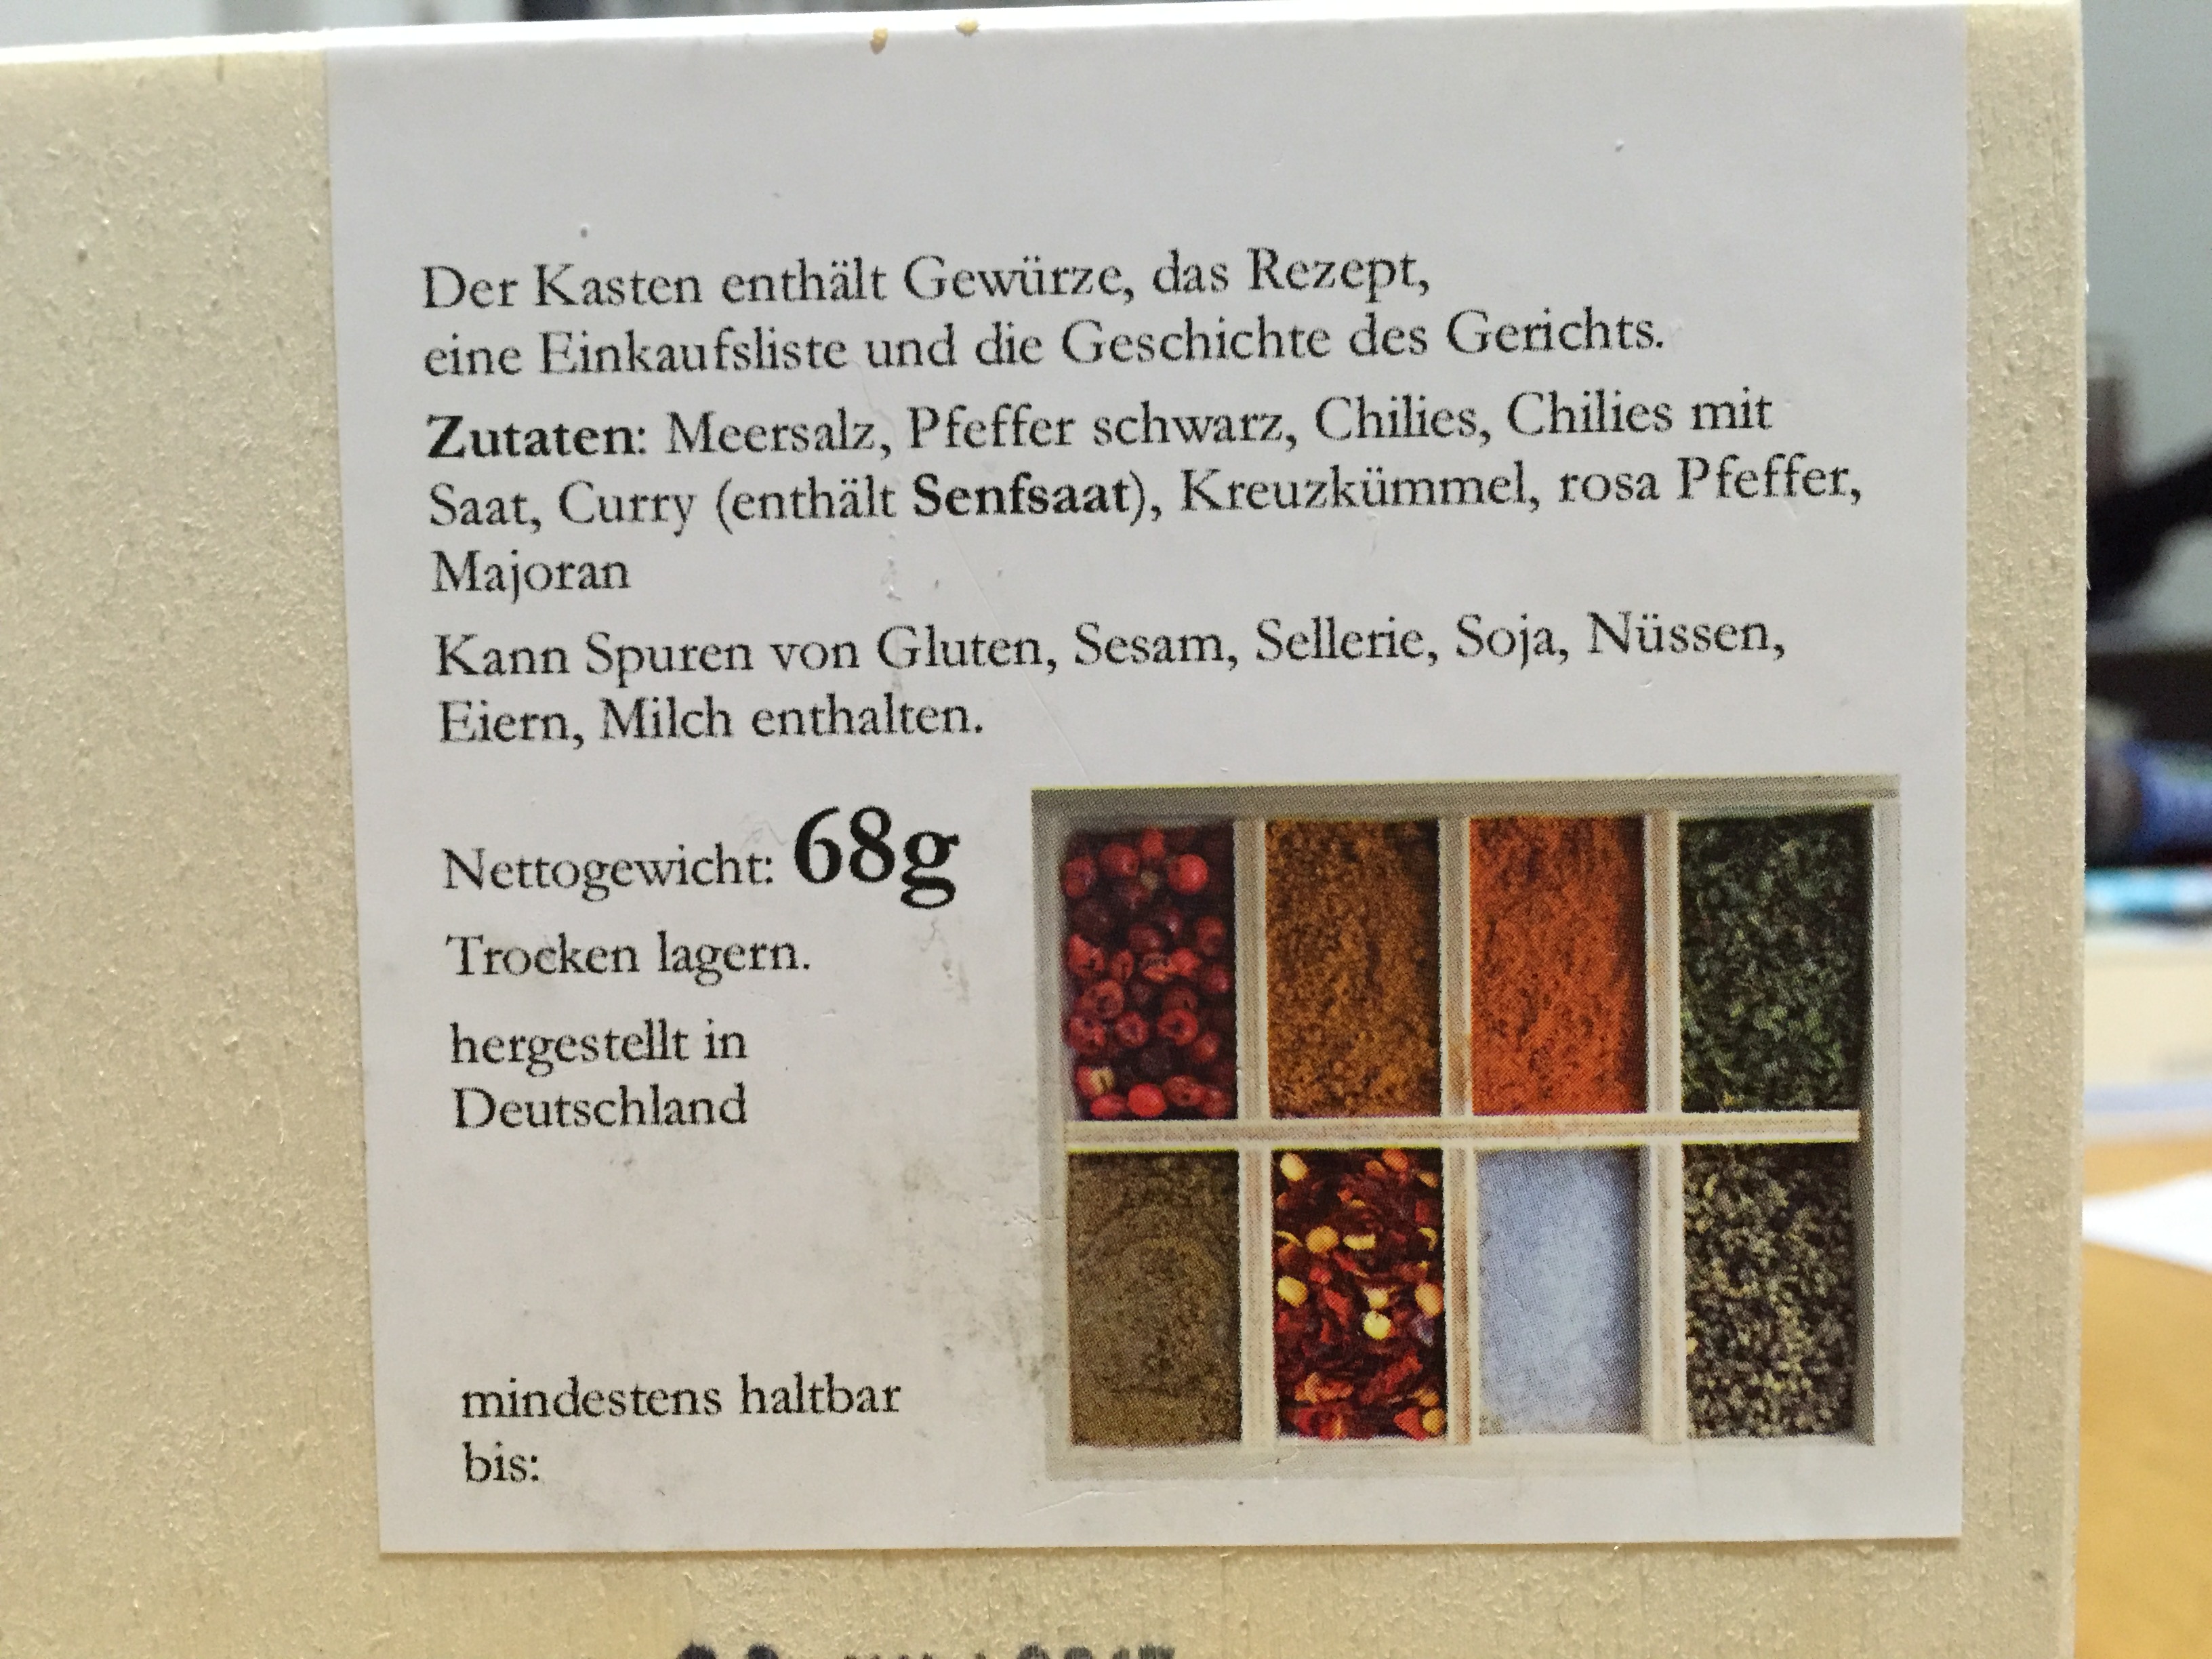 Der Kasten enthält Gewürze, das Rezept,
eine Einkaufsliste und die Geschichte des Gerichts.
Zutaten: Meersalz, Pfeffer schwarz, Chilies, Chilies mit
Saat, Curry (enthält Senfsaat), Kreuzkümmel, rosa Pfeffer,
Majoran
Kann Spuren von Gluten, Sesam, Sellerie, Soja, Nüssen,
Eiern, Milch enthalten.
Nettogewicht: 68g
Trocken lagern.
hergestellt in
Deutschland
mindestens haltbar
bis: